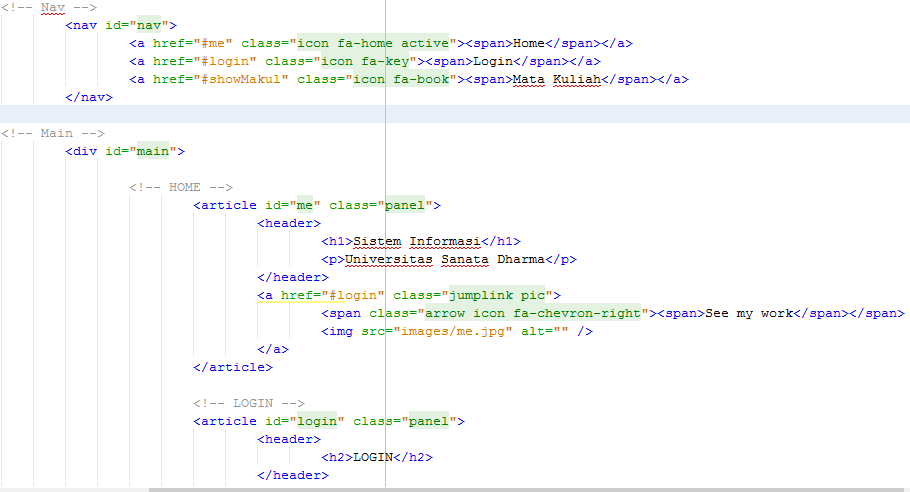 <!-- Nav -->
<nav id="nav">
<a href="#me" class="icon fa-home active"><span>Home</span></a>
<a href="#login" class="icon fa-key"><span>Login</span></a>
<a href="#showMakul" class="icon fa-book"><span>Mata Kuliah</span></a>
</nav>
<!-- Main -->
<div id="main">
<!-- HOME -->
<article id="me" class="panel">
<header>
<h1>Sistem Informasi</h1>
<p>Universitas Sanata Dharma</p>
</header>
<a href="#login" class="jumplink pic">
<span class="arrow icon fa-chevron-right"><span>See my work</span></span>
<img src="images/me.jpg" alt="" />
</a>
</article>
<!-- LOGIN -->
<article id="login" class="panel">
<header>
<h2>LOGIN</h2>
</header>